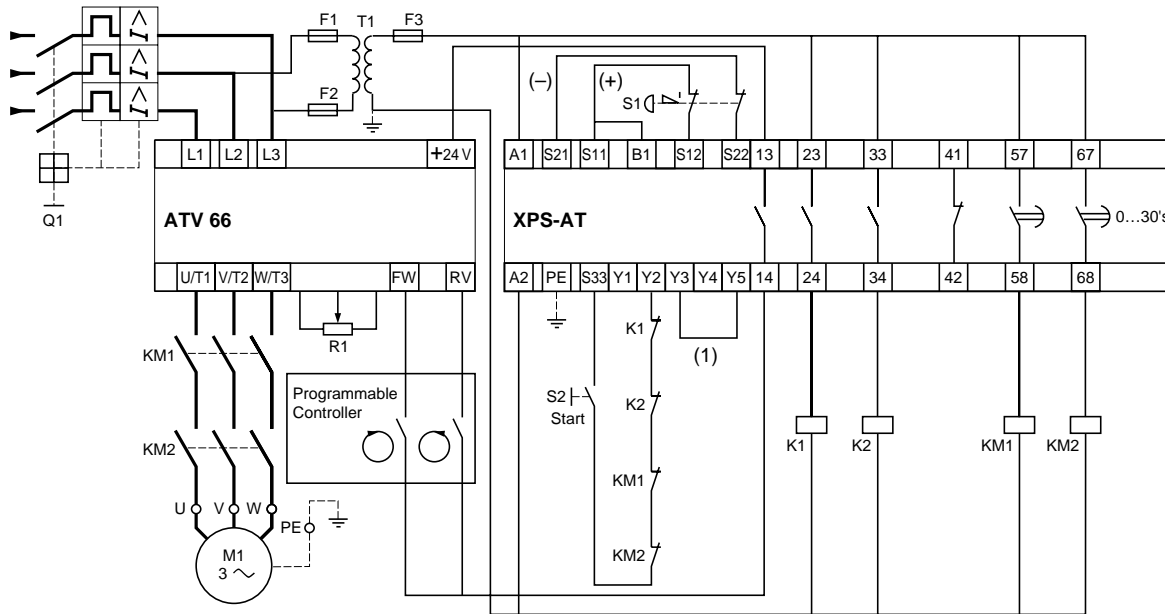 F1 T1 F3
(–) (+)
S1
F2
L1 L2 L3 +24 V
A1 S21 S11 B1 S12 S22 13 23 33 41 57 67
Q1
ATV 66
XPS-AT
0…30's
U/T1 V/T2 W/T3 FW RV
A2 PE S33 Y1 Y2 Y3 Y4 Y5 14 24 34 42 58 68
R1
K1
(1)
KM1
Programmable
Controller
S2
Start
K2
K1 K2 KM1 KM2
KM2
KM1
U V W
PE
KM2
M1
3